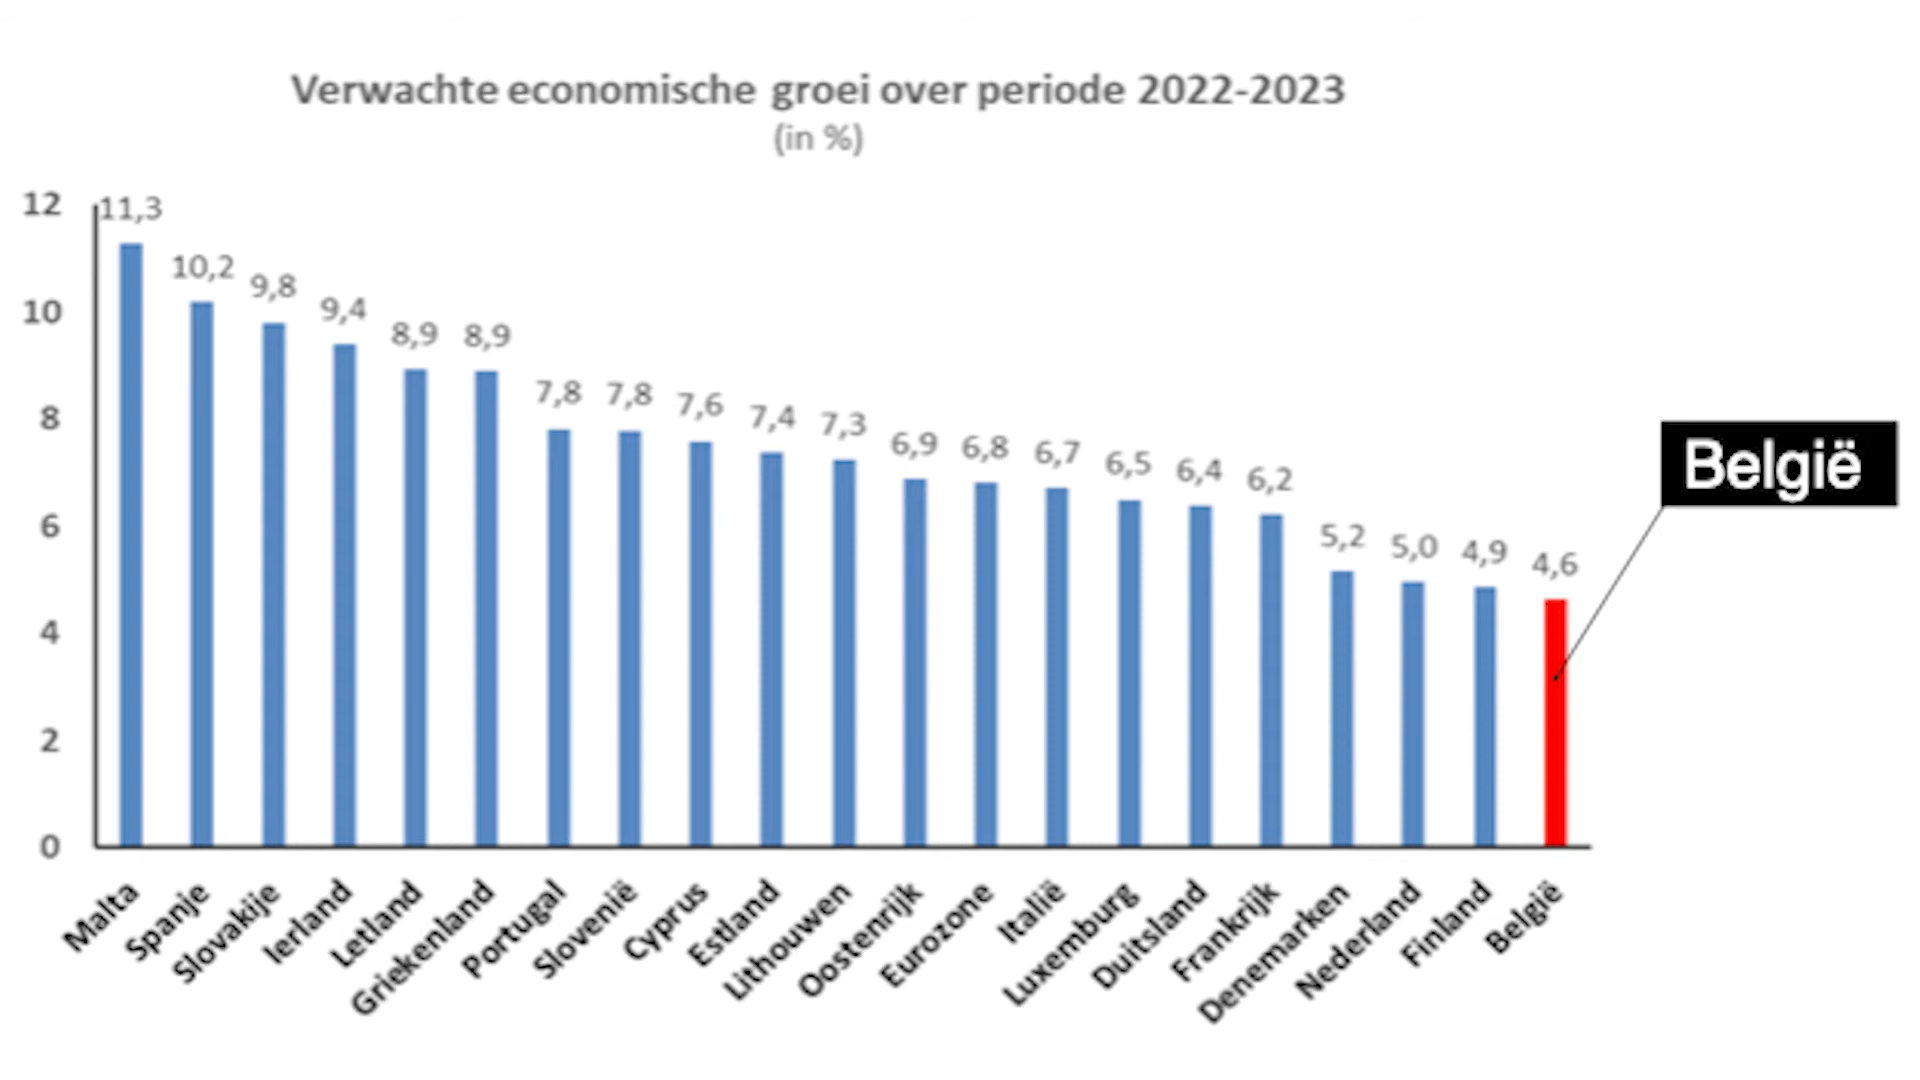 Verwachte economische groei over periode 2022-2023
(in %)
12
10
8
6
4
2
0
11,3
10,2
9,8
9,4
8,9
8,9
7,8
7,8
7,6
7,4
7,3
6,9
6,8
6,7
6,5
6,4
6,2
5,2
5,0
4,9
4,6
België
Malta
Spanje
Slovakije
Ierland
Letland
Griekenland
Portugal
Slovenië
Cyprus
Estland
Lithouwen
Oostenrijk
Eurozone
Italië
Luxemburg
Duitsland
Frankrijk
Denemarken
Nederland
Finland
België